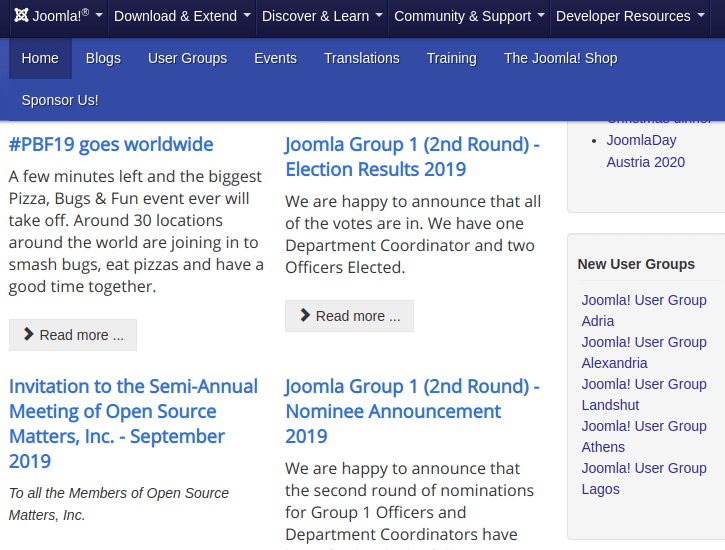 Joomla!® Download & Extend Discover & Learn Community & Support Developer Resources
Home Blogs User Groups Events Translations Training The Joomla! Shop
Sponsor Us!
#PBF19 goes worldwide
A few minutes left and the biggest
Pizza, Bugs & Fun event ever will
take off. Around 30 locations
around the world are joining in to
smash bugs, eat pizzas and have a
good time together.
Read more ...
Joomla Group 1 (2nd Round) -
Election Results 2019
We are happy to announce that all
of the votes are in. We have one
Department Coordinator and two
Officers Elected.
Read more ...
Invitation to the Semi-Annual
Meeting of Open Source
Matters, Inc. - September
2019
To all the Members of Open Source
Matters, Inc.
Joomla Group 1 (2nd Round) -
Nominee Announcement
2019
We are happy to announce that
the second round of nominations
for Group 1 Officers and
Department Coordinators have
Christmas dinner
JoomlaDay
Austria 2020
New User Groups
Joomla! User Group
Adria
Joomla! User Group
Alexandria
Joomla! User Group
Landshut
Joomla! User Group
Athens
Joomla! User Group
Lagos